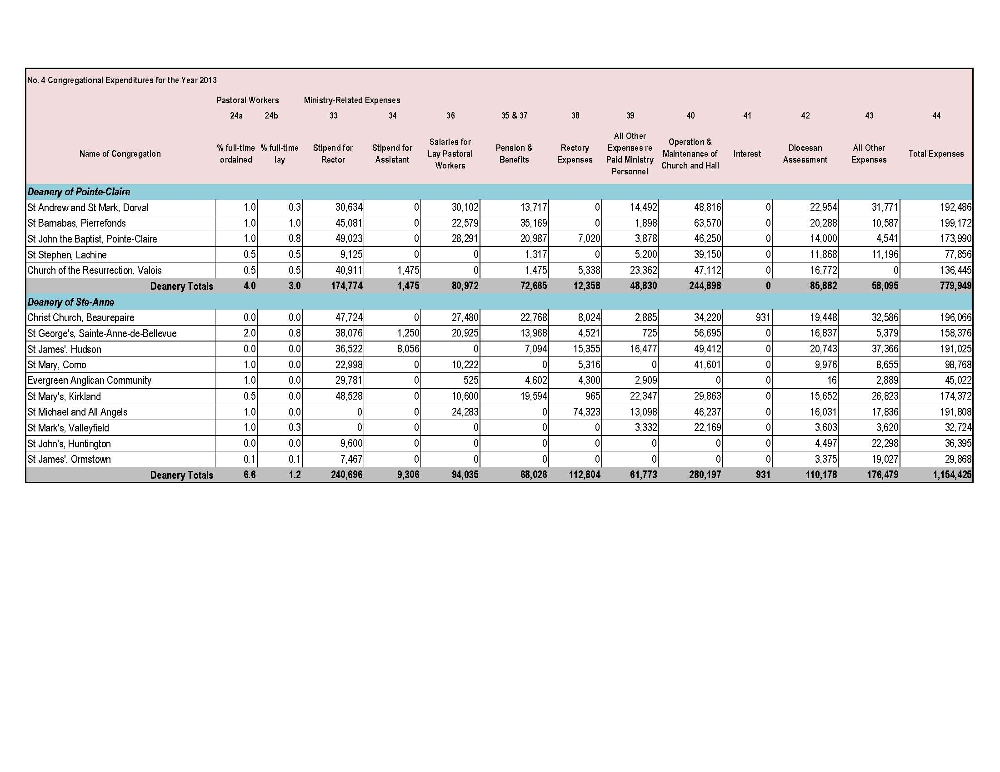 No. 4 Congregational Expenditures for the Year 2013
Pastoral Workers Ministry-Related Expenses
24a 24b 33 34 36 35 & 37 38 39 40 41 42 43 44
Name of Congregation % full-time ordained % full-time lay Stipend for Rector Stipend for Assistant Salaries for Lay Pastoral Workers Pension & Benefits Rectory Expenses All Other Expenses re Paid Ministry Personnel Operation & Maintenance of Church and Hall Interest Diocesan Assessment All Other Expenses Total Expenses
Deanery of Pointe-Claire
St Andrew and St Mark, Dorval 1.0 0.3 30,634 0 30,102 13,717 0 14,492 48,816 0 22,954 31,771 192,486
St Barnabas, Pierrefonds 1.0 1.0 45,081 0 22,579 35,169 0 1,898 63,570 0 20,288 10,587 199,172
St John the Baptist, Pointe-Claire 1.0 0.8 49,023 0 28,291 20,987 7,020 3,878 46,250 0 14,000 4,541 173,990
St Stephen, Lachine 0.5 0.5 9,125 0 0 1,317 0 5,200 39,150 0 11,868 11,196 77,856
Church of the Resurrection, Valois 0.5 0.5 40,911 1,475 0 1,475 5,338 23,362 47,112 0 16,772 0 136,445
Deanery Totals 4.0 3.0 174,774 1,475 80,972 72,665 12,358 48,830 244,898 0 85,882 58,095 779,949
Deanery of Ste-Anne
Christ Church, Beaurepaire 0.0 0.0 47,724 0 27,480 22,768 8,024 2,885 34,220 931 19,448 32,586 196,066
St George's, Sainte-Anne-de-Bellevue 2.0 0.8 38,076 1,250 20,925 13,968 4,521 725 56,695 0 16,837 5,379 158,376
St James', Hudson 0.0 0.0 36,522 8,056 0 7,094 15,355 16,477 49,412 0 20,743 37,366 191,025
St Mary, Como 1.0 0.0 22,998 0 10,222 0 5,316 0 41,601 0 9,976 8,655 98,768
Evergreen Anglican Community 1.0 0.0 29,781 0 525 4,602 4,300 2,909 0 0 16 2,889 45,022
St Mary's, Kirkland 0.5 0.0 48,528 0 10,600 19,594 965 22,347 29,863 0 15,652 26,823 174,372
St Michael and All Angels 1.0 0.0 0 0 24,283 0 74,323 13,098 46,237 0 16,031 17,836 191,808
St Mark's, Valleyfield 1.0 0.3 0 0 0 0 0 3,332 22,169 0 3,603 3,620 32,724
St John's, Huntington 0.0 0.0 9,600 0 0 0 0 0 0 0 4,497 22,298 36,395
St James', Ormstown 0.1 0.1 7,467 0 0 0 0 0 0 0 3,375 19,027 29,868
Deanery Totals 6.6 1.2 240,696 9,306 94,035 68,026 112,804 61,773 280,197 931 110,178 176,479 1,154,425